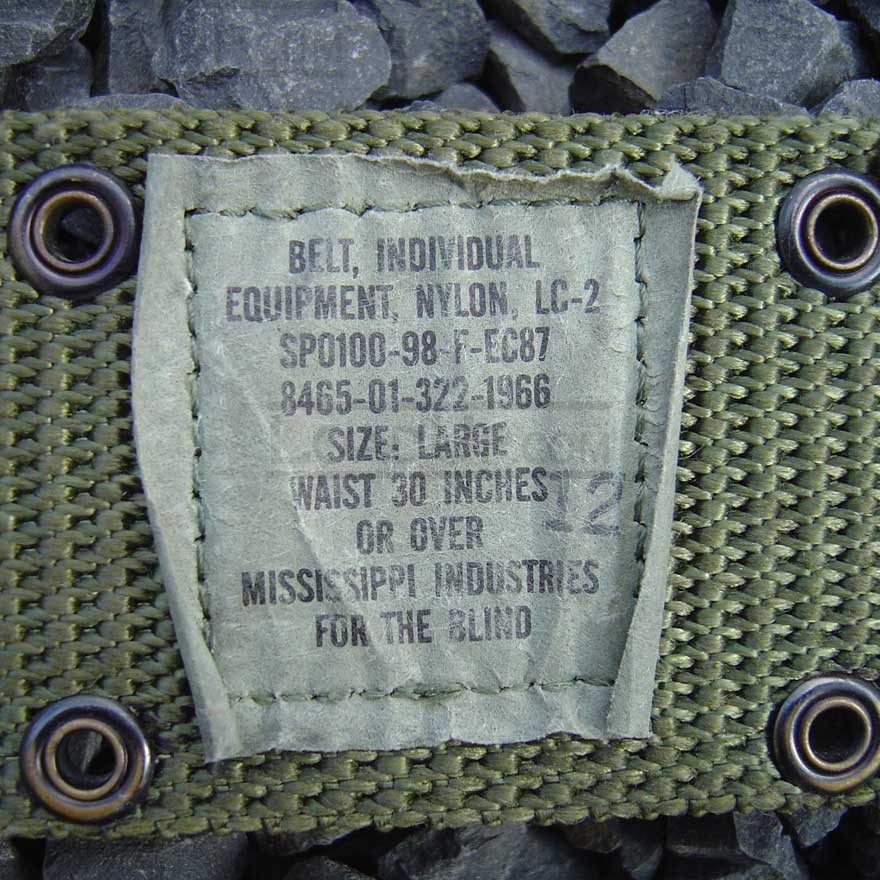 BELT, INDIVIDUAL
EQUIPMENT, NYLON, LC-2
SPO100-98-F-EC87
8465-01-322-1966
SIZE: LARGE
WAIST 30 INCHES 12
OR OVER
MISSISSIPPI INDUSTRIES
FOR THE BLIND